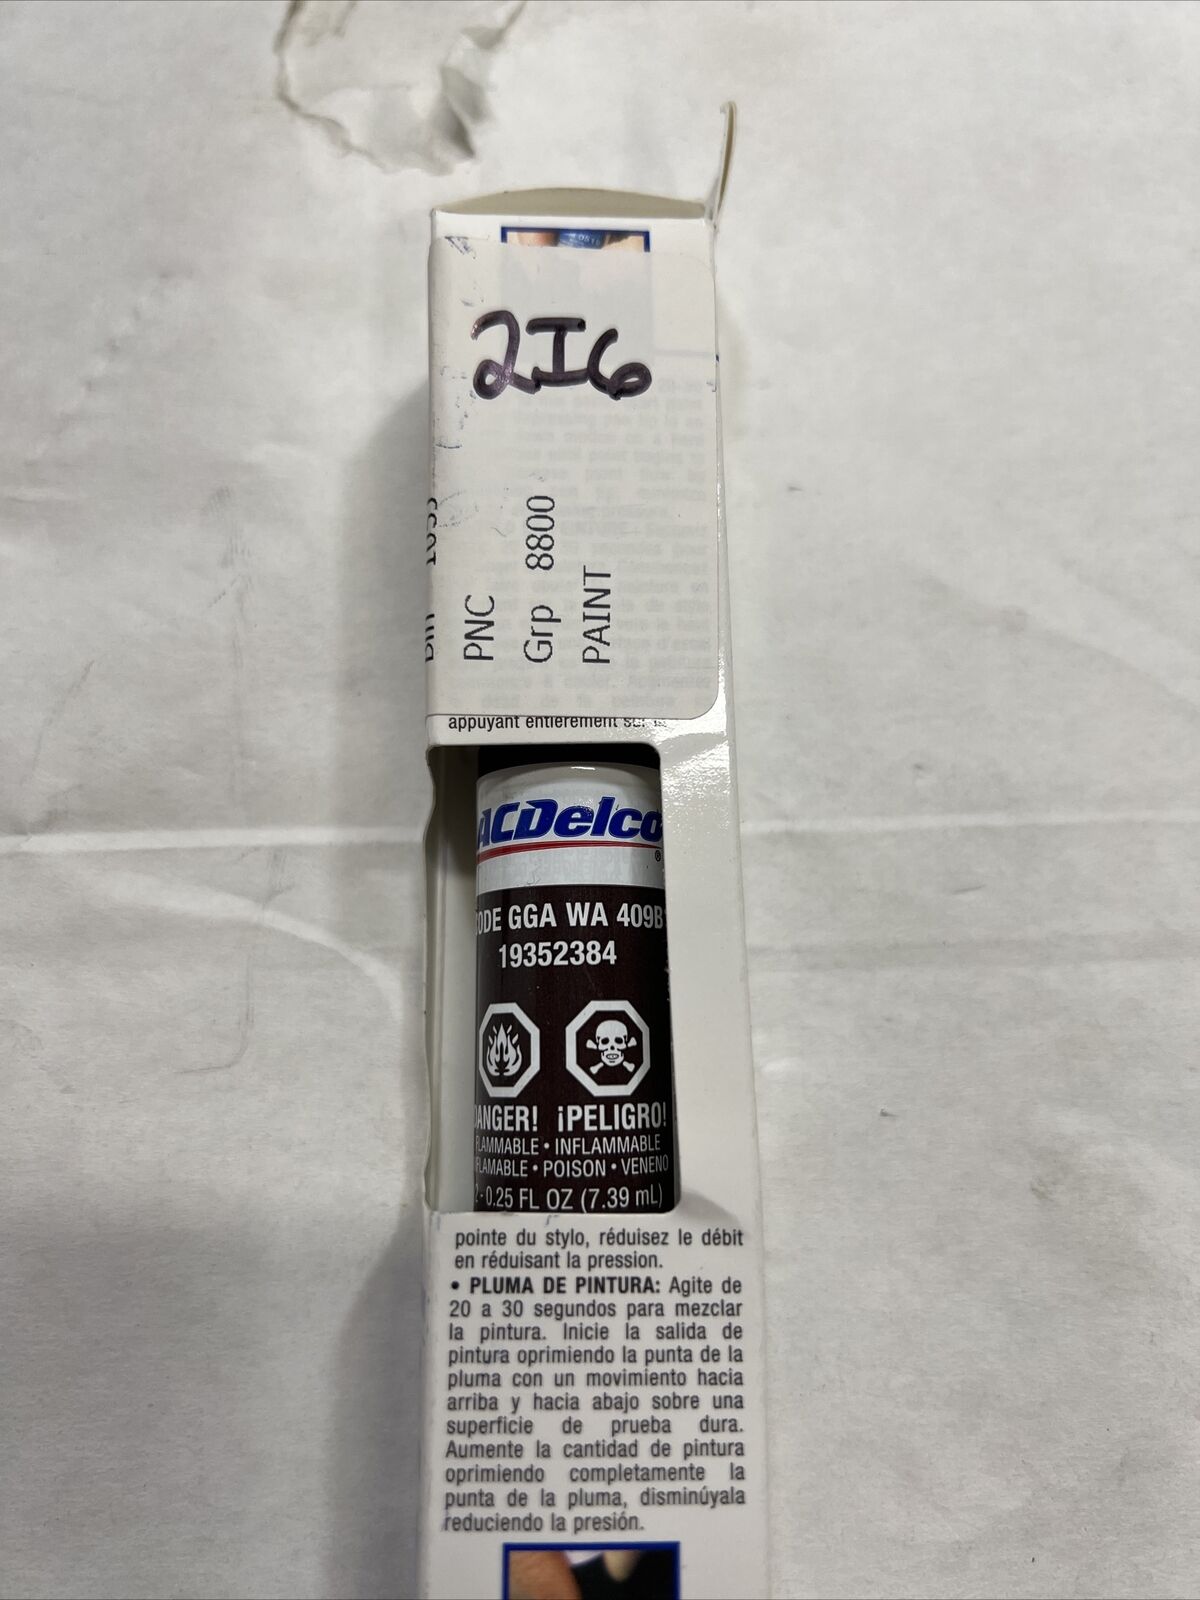 2I6
PNC
Grp 8800
PAINT
appuyant entièrement sur la
ACDelco
®
ODE GGA WA 409B
19352384
DANGER! ¡PELIGRO!
FLAMMABLE • INFLAMMABLE
FLAMABLE • POISON • VENENO
2 - 0.25 FL OZ (7.39 mL)
pointe du stylo, réduisez le débit
en réduisant la pression.
• PLUMA DE PINTURA: Agite de
20 a 30 segundos para mezclar
la pintura. Inicie la salida de
pintura oprimiendo la punta de la
pluma con un movimiento hacia
arriba y hacia abajo sobre una
superficie de prueba dura.
Aumente la cantidad de pintura
oprimiendo completamente la
punta de la pluma, disminúyala
reduciendo la presión.